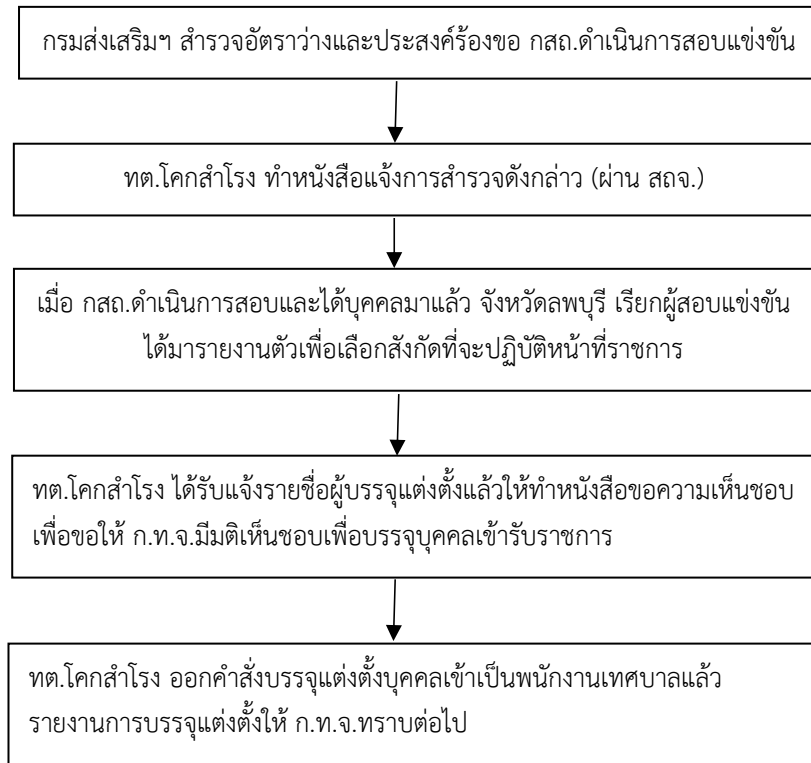 กรมส่งเสริมฯ สำรวจอัตราว่างและประสงค์ร้องขอ กสถ.ดำเนินการสอบแข่งขัน
ทต.โคกสำโรง ทำหนังสือแจ้งการสำรวจดังกล่าว (ผ่าน สถจ.)
เมื่อ กสถ.ดำเนินการสอบและได้บุคคลมาแล้ว จังหวัดลพบุรี เรียกผู้สอบแข่งขัน
ได้มารายงานตัวเพื่อเลือกสังกัดที่จะปฏิบัติหน้าที่ราชการ
ทต.โคกสำโรง ได้รับแจ้งรายชื่อผู้บรรจุแต่งตั้งแล้วให้ทำหนังสือขอความเห็นชอบ
เพื่อขอให้ ก.ท.จ.มีมติเห็นชอบเพื่อบรรจุบุคคลเข้ารับราชการ
ทต.โคกสำโรง ออกคำสั่งบรรจุแต่งตั้งบุคคลเข้าเป็นพนักงานเทศบาลแล้ว
รายงานการบรรจุแต่งตั้งให้ ก.ท.จ.ทราบต่อไป